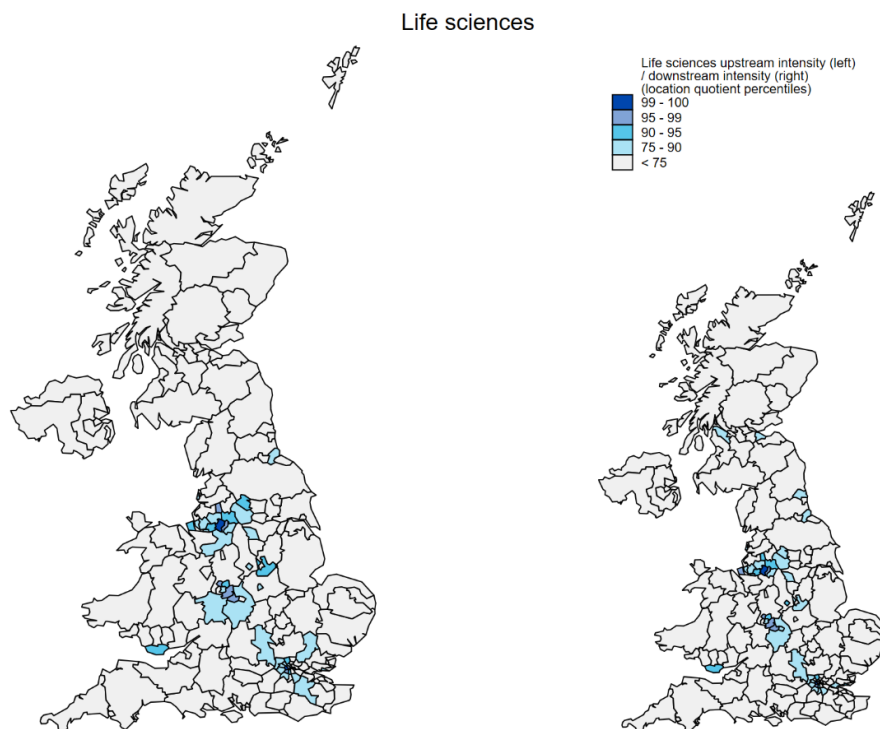 Life sciences
Life sciences upstream intensity (left)
/ downstream intensity (right)
(location quotient percentiles)
99 - 100
95 - 99
90 - 95
75 - 90
< 75